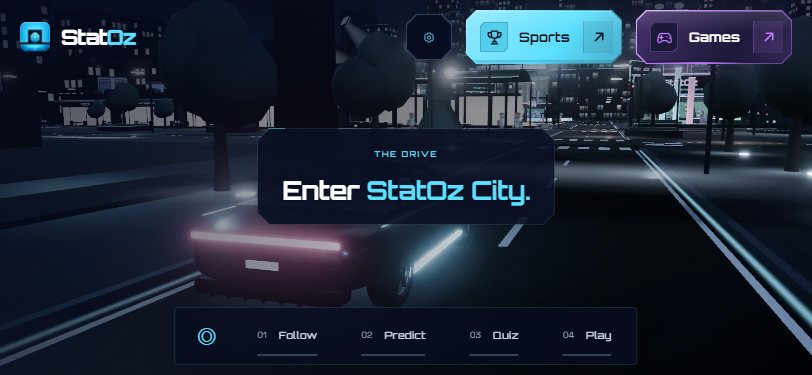 StatOz
Sports
Games
THE DRIVE
Enter StatOz City.
01 Follow
02 Predict
03 Quiz
04 Play